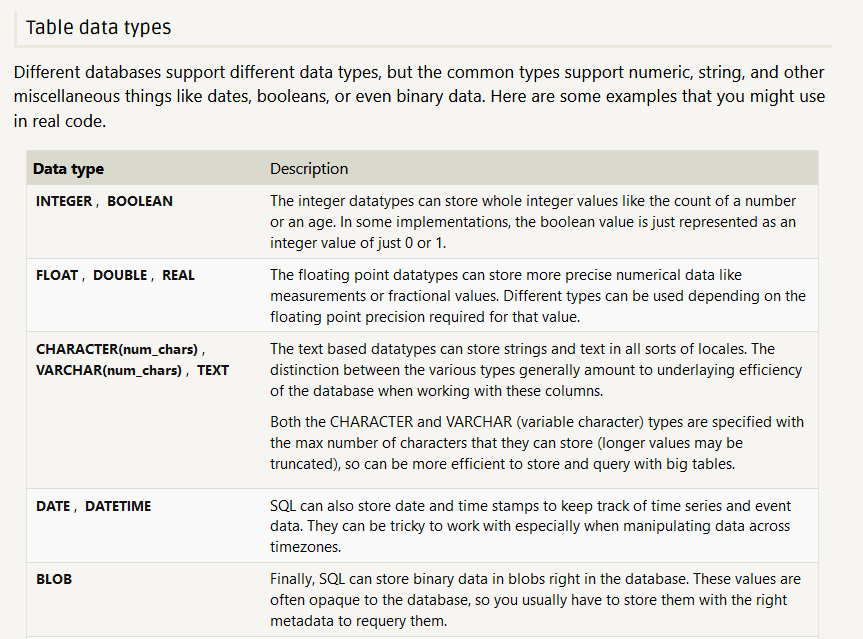 Table data types
Different databases support different data types, but the common types support numeric, string, and other
miscellaneous things like dates, booleans, or even binary data. Here are some examples that you might use
in real code.
Data type Description
INTEGER , BOOLEAN The integer datatypes can store whole integer values like the count of a number
or an age. In some implementations, the boolean value is just represented as an
integer value of just 0 or 1.
FLOAT , DOUBLE , REAL The floating point datatypes can store more precise numerical data like
measurements or fractional values. Different types can be used depending on the
floating point precision required for that value.
CHARACTER(num_chars) , The text based datatypes can store strings and text in all sorts of locales. The
VARCHAR(num_chars) , TEXT distinction between the various types generally amount to underlaying efficiency
of the database when working with these columns.
Both the CHARACTER and VARCHAR (variable character) types are specified with
the max number of characters that they can store (longer values may be
truncated), so can be more efficient to store and query with big tables.
DATE , DATETIME SQL can also store date and time stamps to keep track of time series and event
data. They can be tricky to work with especially when manipulating data across
timezones.
BLOB Finally, SQL can store binary data in blobs right in the database. These values are
often opaque to the database, so you usually have to store them with the right
metadata to requery them.